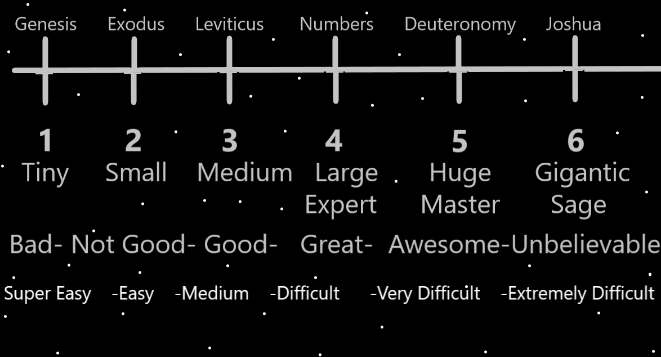 Genesis Exodus Leviticus Numbers Deuteronomy Joshua
1 2 3 4 5 6
Tiny Small Medium Large Huge Gigantic
Expert Master Sage
Bad- Not Good- Good- Great- Awesome-Unbelievable
Super Easy -Easy -Medium -Difficult -Very Difficult -Extremely Difficult